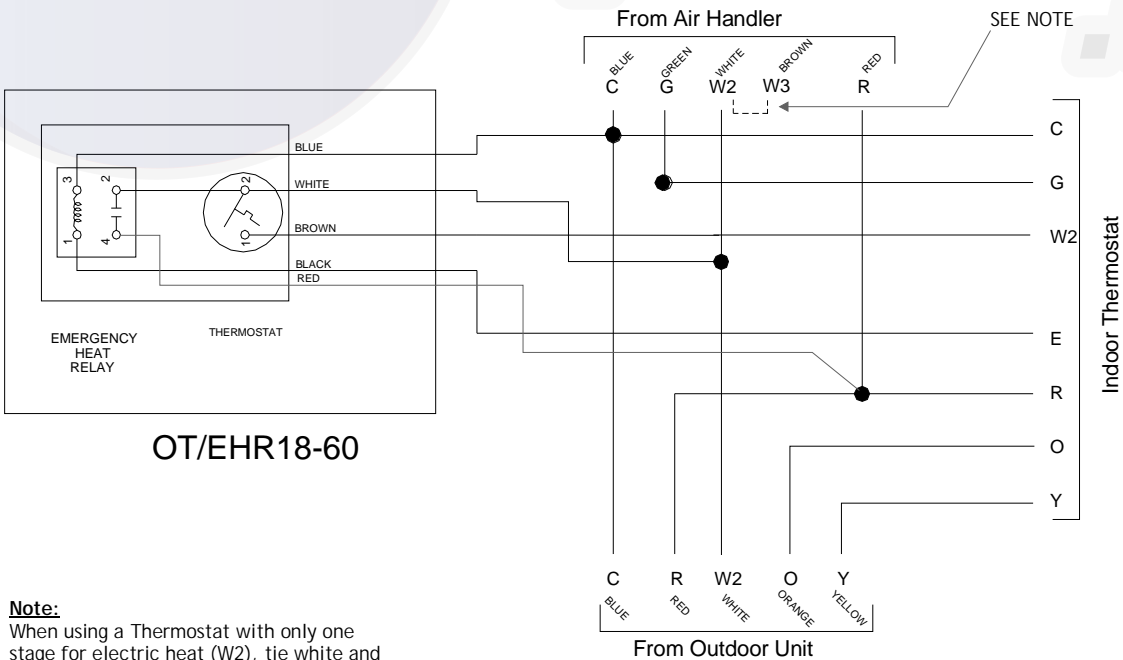 From Air Handler
SEE NOTE
BLUE
GREEN
WHITE
BROWN
RED
C G W2 W3 R
C
G
W2
E
R
O
Y
Indoor Thermostat
BLUE
WHITE
BROWN
BLACK
RED
3 2
1 4
2
1
EMERGENCY
HEAT
RELAY
THERMOSTAT
OT/EHR18-60
C R W2 O Y
BLUE
RED
WHITE
ORANGE
YELLOW
From Outdoor Unit
Note:
When using a Thermostat with only one
stage for electric heat (W2), tie white and